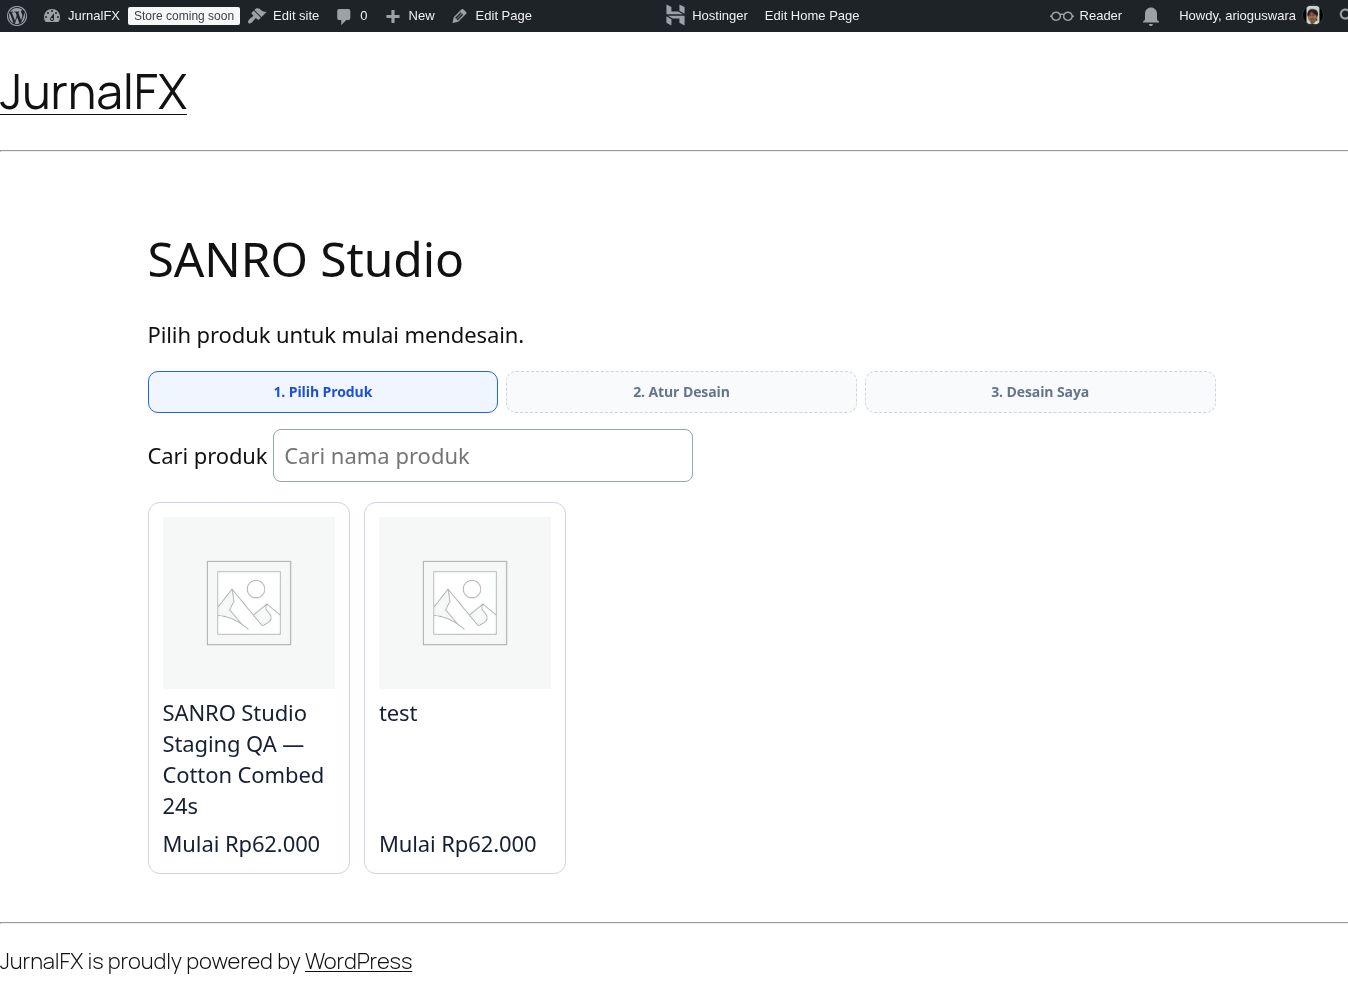 JurnalFX Store coming soon Edit site 0 New Edit Page Hostinger Edit Home Page Reader Howdy, arioguswara
JurnalFX
SANRO Studio
Pilih produk untuk mulai mendesain.
1. Pilih Produk 2. Atur Desain 3. Desain Saya
Cari produk Cari nama produk
SANRO Studio
Staging QA —
Cotton Combed
24s
Mulai Rp62.000
test
Mulai Rp62.000
JurnalFX is proudly powered by WordPress